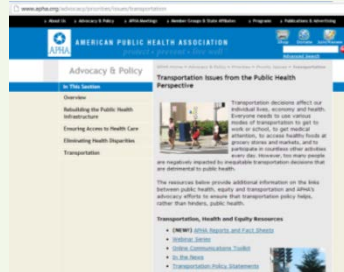 www.apha.org/advocacy/priorities/issues/transportation
About Us
Advocacy & Policy
APHA Meetings
Member Groups & State Affiliates
Programs
Publications & Advertising
APHA
AMERICAN PUBLIC HEALTH ASSOCIATION
protect • prevent • live well
Advocacy & Policy
In This Section
Overview
Rebuilding the Public Health
Infrastructure
Ensuring Access to Health Care
Eliminating Health Disparities
Transportation
Transportation Issues from the Public Health
Perspective
Transportation decisions affect our
individual lives, economy and health.
Everyone needs to use various
modes of transportation to get to
work or school, to get medical
attention, to access healthy foods at
grocery stores and markets, and to
participate in countless other activities
every day. However, too many people
are negatively impacted by inequitable transportation decisions that
are detrimental to public health.
The resources below provide additional information on the links
between public health, equity and transportation and APHA's
advocacy efforts to ensure that transportation policy helps,
rather than hinders, public health.
Transportation, Health and Equity Resources
• (NEW!) APHA Reports and Fact Sheets
• Webinar Series
• Online Communications Toolkit
• In the News
• Transportation Policy Statements